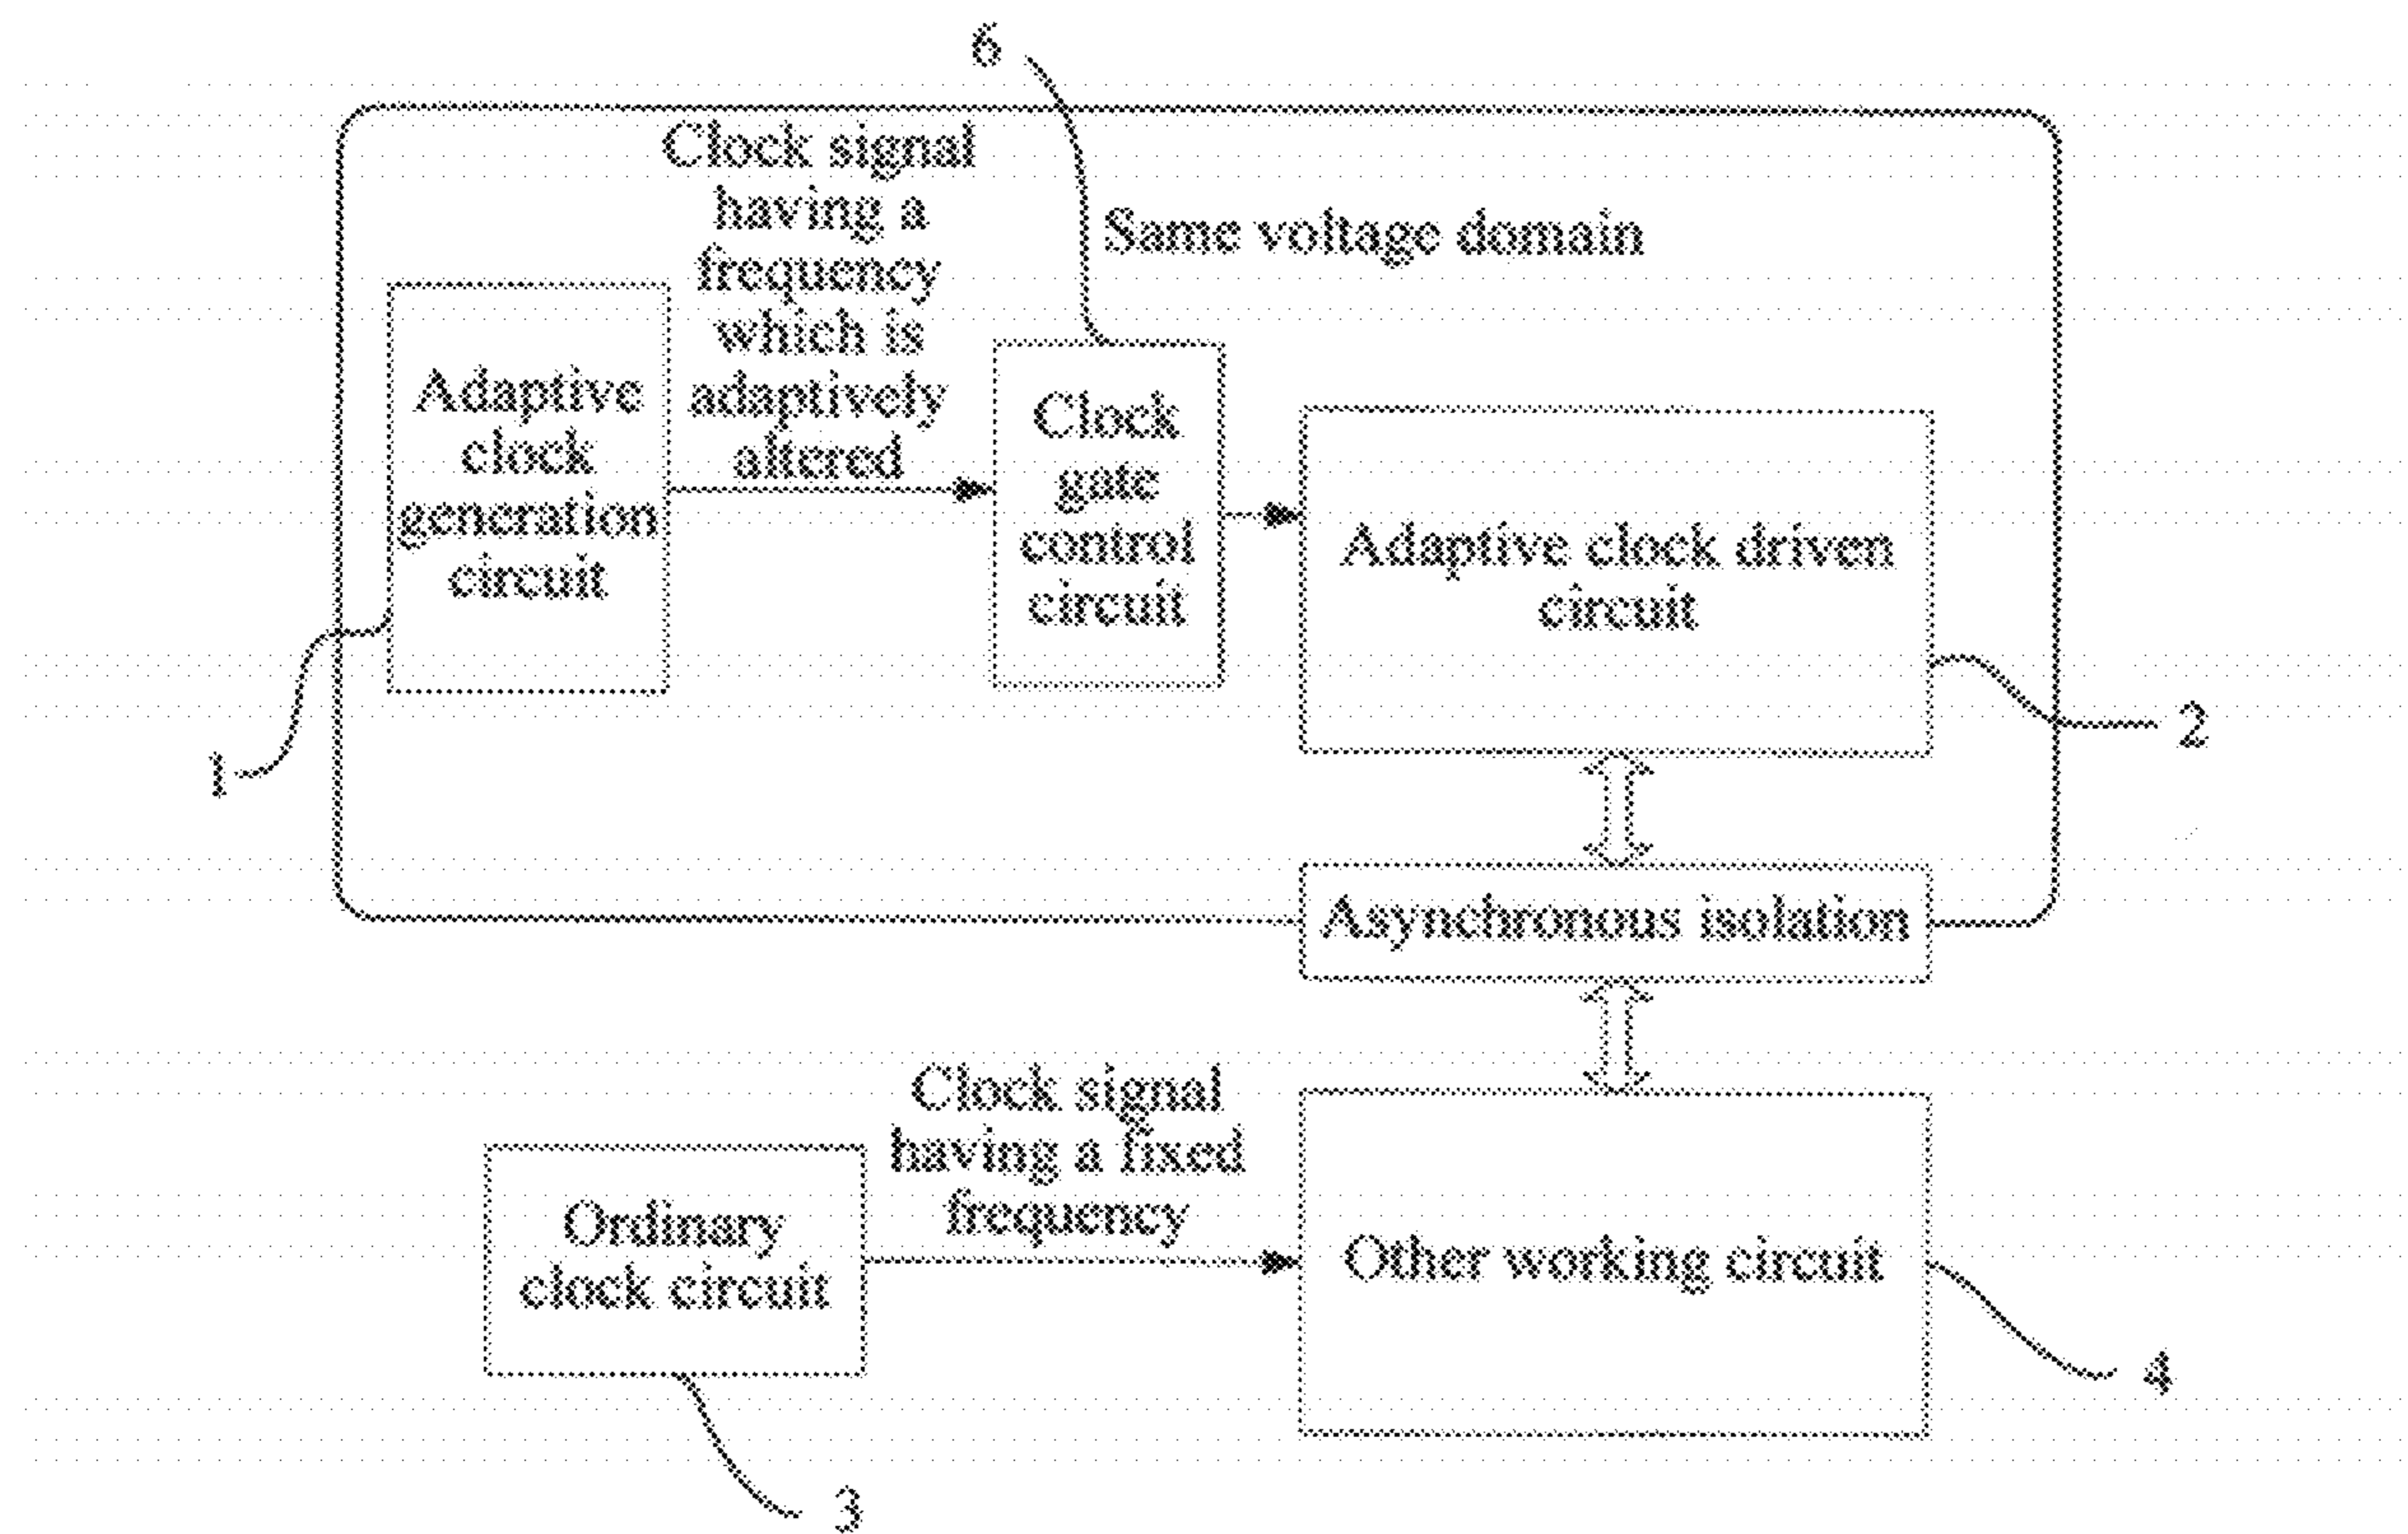 6
Clock signal
having a
frequency
which is
adaptively
altered
Same voltage domain
Adaptive
clock
generation
circuit
Clock
gate
control
circuit
Adaptive clock driven
circuit
1
2
Asynchronous isolation
Clock signal
having a fixed
frequency
Ordinary
clock circuit
Other working circuit
4
3